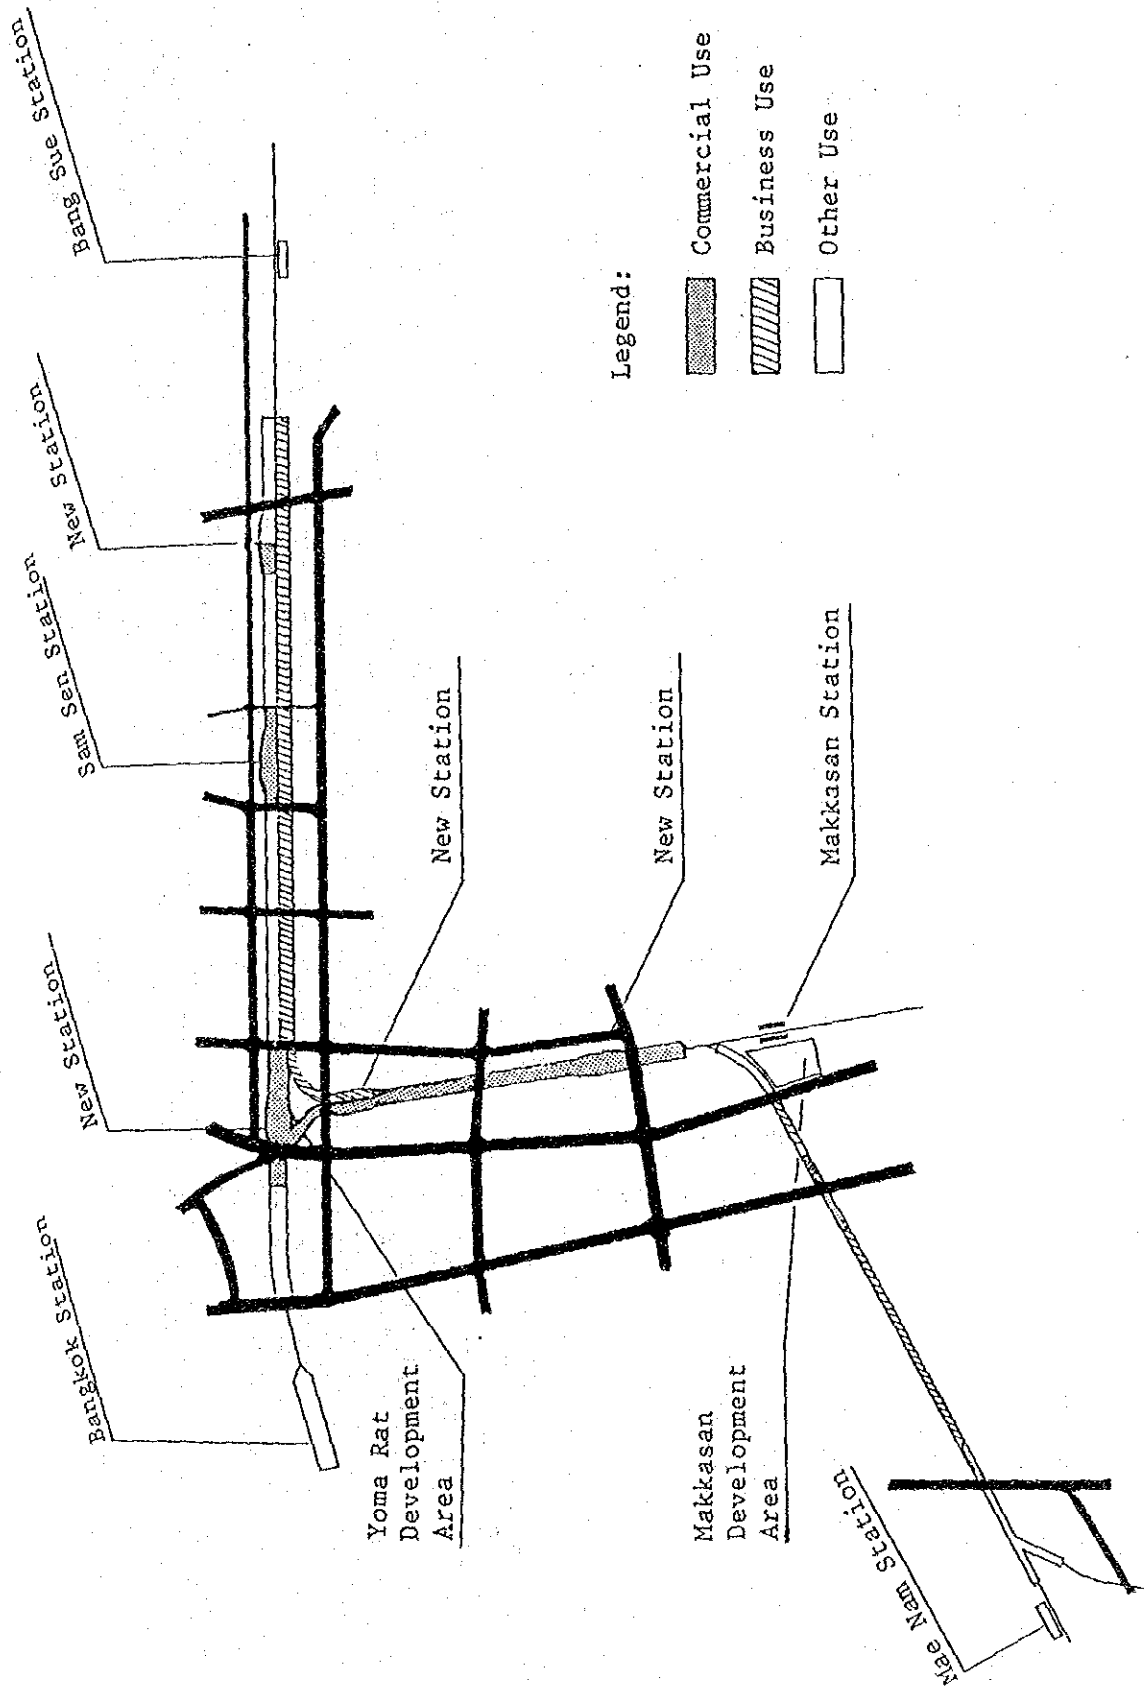 Bangkok Station
New Station
Sam Sen Station
New Station
Bang Sue Station
Yoma Rat
Development
Area
New Station
New Station
Makkasan
Development
Area
Makkasan Station
Mae Nam Station
Legend:
Commercial Use
Business Use
Other Use